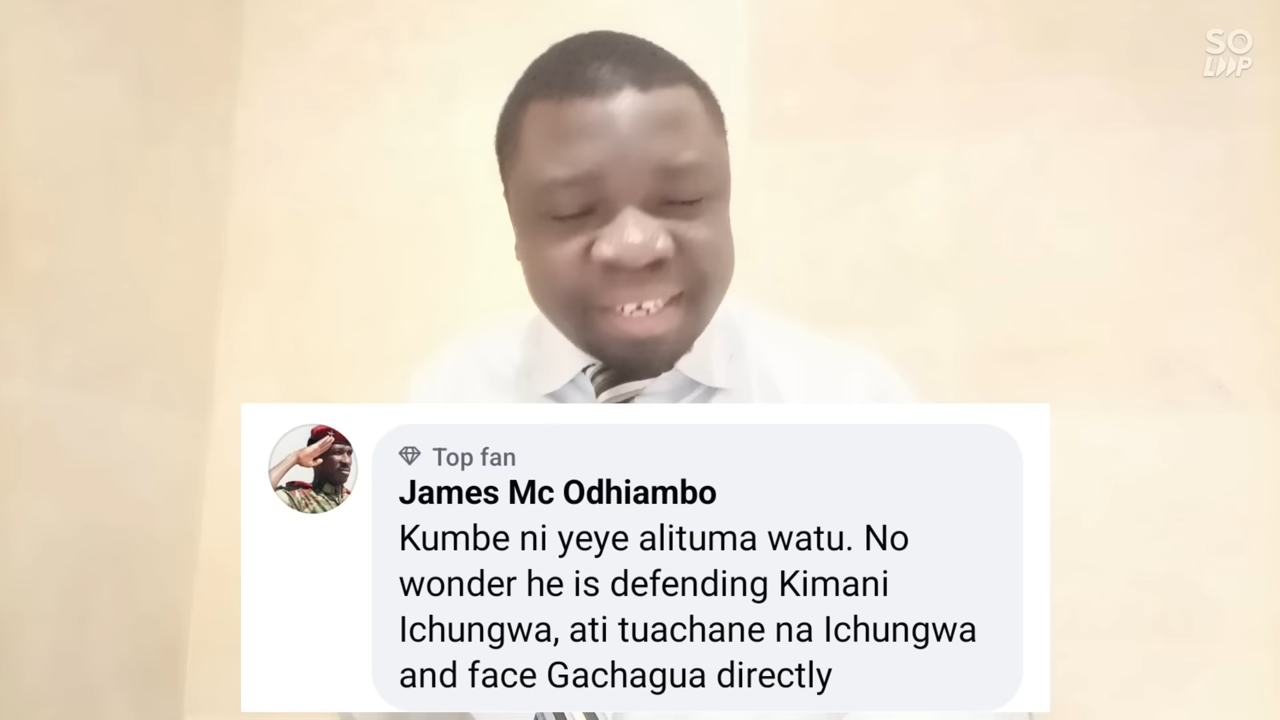 SO
LOOP
Top fan
James Mc Odhiambo
Kumbe ni yeye alituma watu. No
wonder he is defending Kimani
Ichungwa, ati tuachane na Ichungwa
and face Gachagua directly